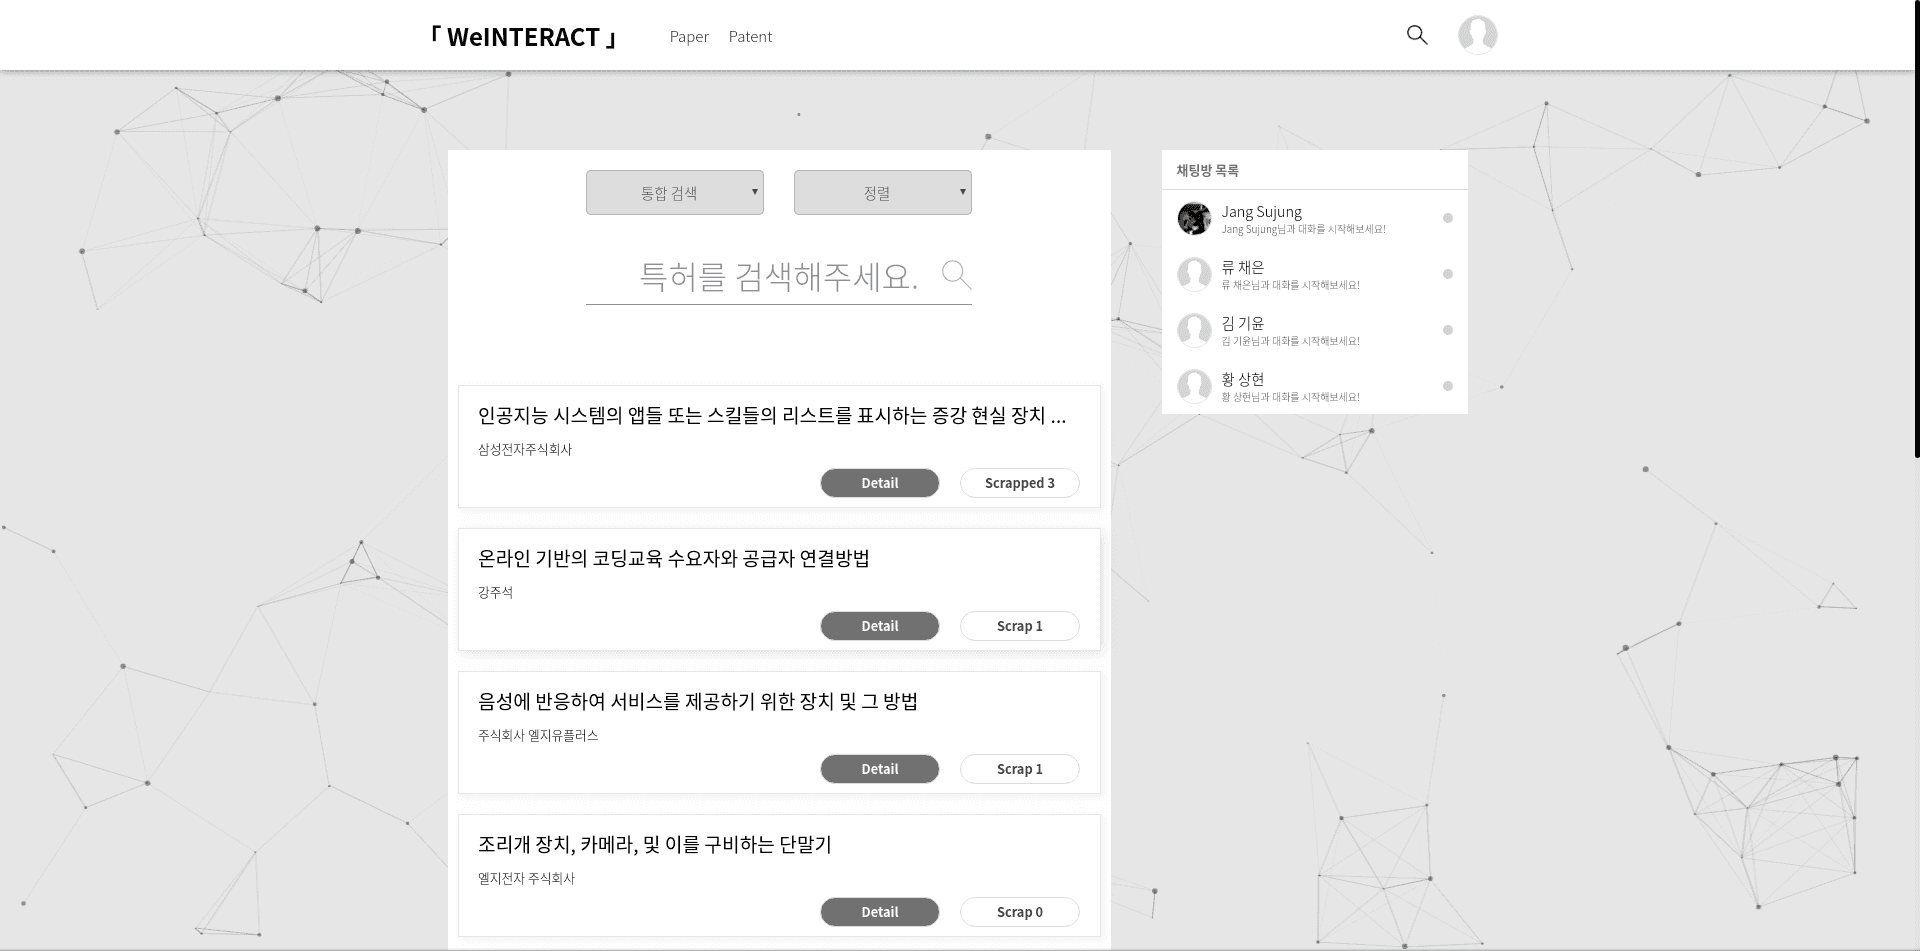 「 WeINTERACT 」
Paper
Patent
통합 검색
정렬
특허를 검색해주세요.
인공지능 시스템의 앱들 또는 스킬들의 리스트를 표시하는 증강 현실 장치 ...
삼성전자주식회사
Detail
Scrapped 3
온라인 기반의 코딩교육 수요자와 공급자 연결방법
강주석
Detail
Scrap 1
음성에 반응하여 서비스를 제공하기 위한 장치 및 그 방법
주식회사 엘지유플러스
Detail
Scrap 1
조리개 장치, 카메라, 및 이를 구비하는 단말기
엘지전자 주식회사
Detail
Scrap 0
채팅방 목록
Jang Sujung
Jang Sujung님과 대화를 시작해보세요!
류 채은
류 채은님과 대화를 시작해보세요!
김 기윤
김 기윤님과 대화를 시작해보세요!
황 상현
황 상현님과 대화를 시작해보세요!